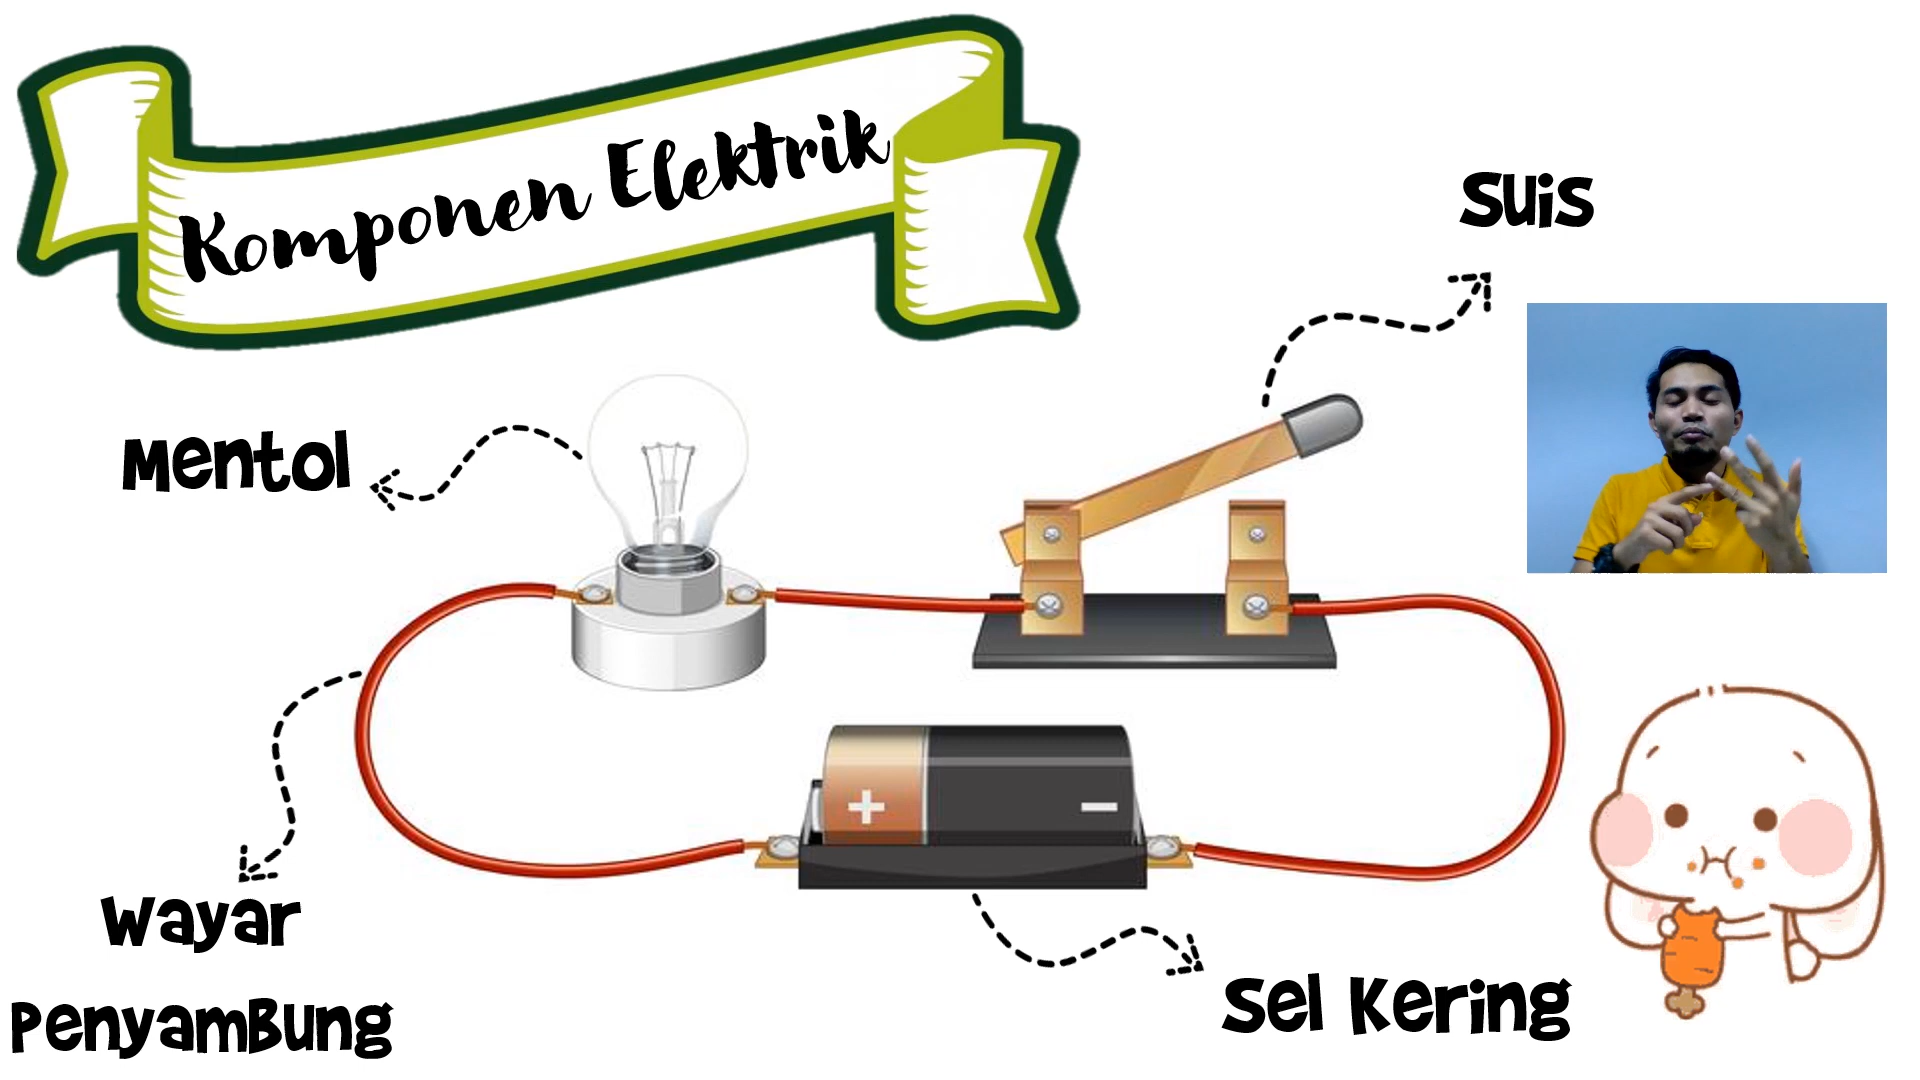 Komponen Elektrik
Suis
Mentol
+ −
Wayar
Penyambung
Sel Kering